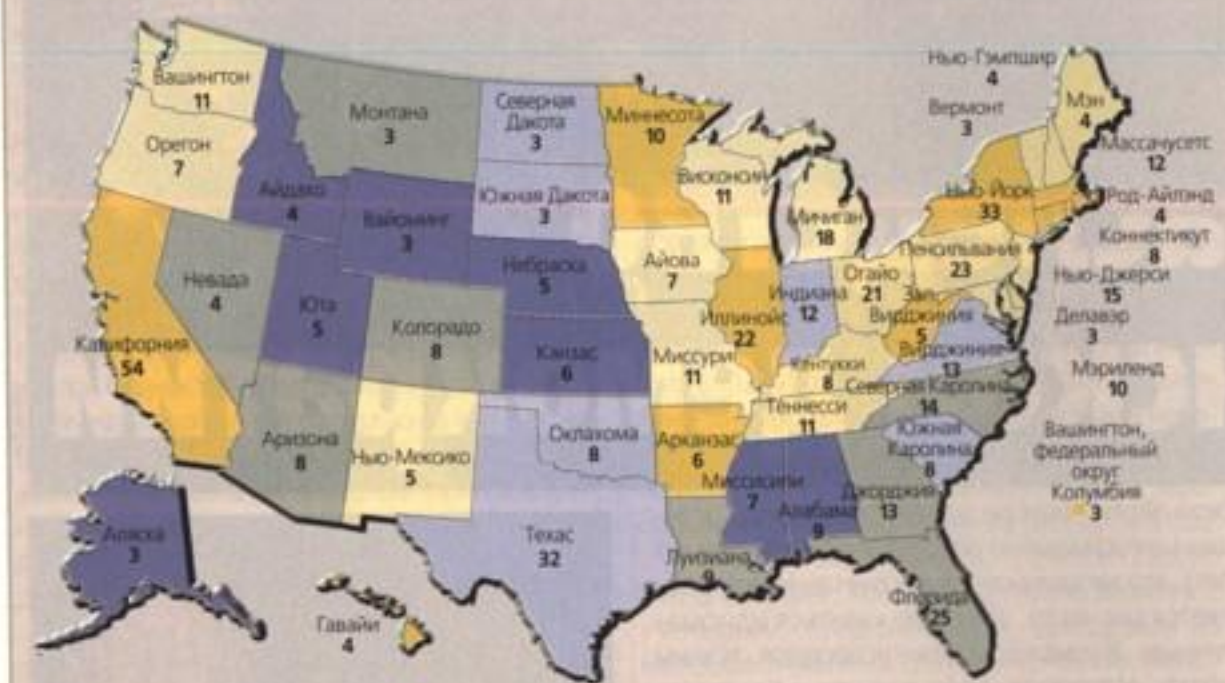 Вашингтон
11
Орегон
7
Калифорния
54
Невада
4
Айдахо
4
Монтана
3
Вайоминг
3
Юта
5
Колорадо
8
Аризона
8
Нью-Мексико
5
Северная
Дакота
3
Южная Дакота
3
Небраска
5
Канзас
6
Оклахома
8
Техас
32
Миннесота
10
Айова
7
Миссури
11
Арканзас
6
Луизиана
9
Висконсин
11
Иллинойс
22
Мичиган
18
Индиана
12
Огайо
21
Кентукки
8
Теннесси
11
Миссисипи
7
Алабама
9
Джорджия
13
Флорида
25
Южная
Каролина
8
Северная Каролина
14
Вирджиния
13
Зап.
Вирджиния
5
Пенсильвания
23
Нью-Йорк
33
Мэн
4
Нью-Гэмпшир
4
Вермонт
3
Массачусетс
12
Род-Айлэнд
4
Коннектикут
8
Нью-Джерси
15
Делавэр
3
Мэриленд
10
Вашингтон,
федеральный
округ
Колумбия
3
Аляска
3
Гавайи
4